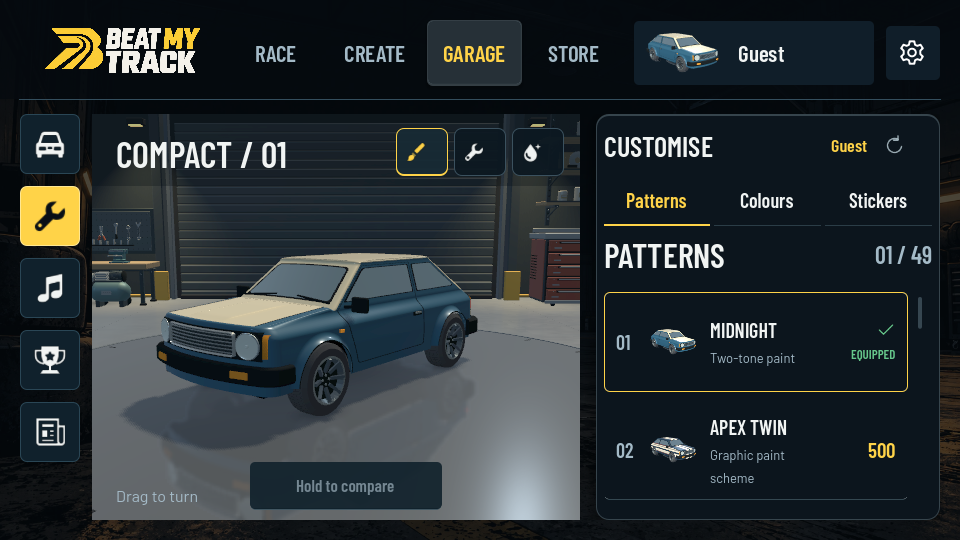 BEAT MY
TRACK
RACE
CREATE
GARAGE
STORE
Guest
COMPACT / 01
Drag to turn
Hold to compare
CUSTOMISE
Guest
Patterns
Colours
Stickers
PATTERNS
01 / 49
01
MIDNIGHT
Two-tone paint
EQUIPPED
02
APEX TWIN
Graphic paint
scheme
500